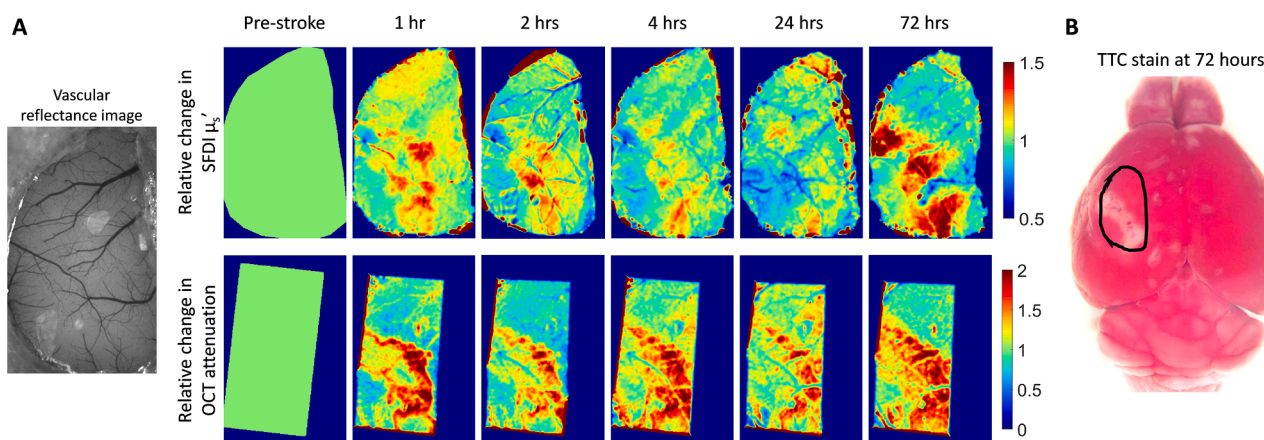 A
Pre-stroke
1 hr
2 hrs
4 hrs
24 hrs
72 hrs
B
TTC stain at 72 hours
Vascular
reflectance image
Relative change in
SFDI μs′
1.5
1
0.5
Relative change in
OCT attenuation
2
1.5
1
0.5
0